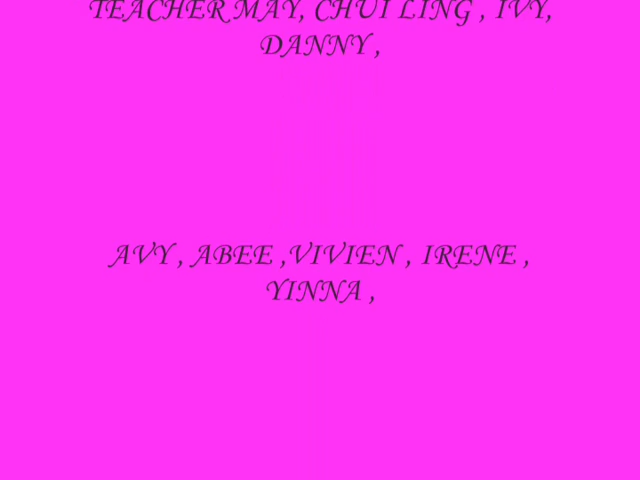 TEACHER MAY, CHUI LING , IVY,
DANNY ,
AVY , ABEE ,VIVIEN , IRENE ,
YINNA ,